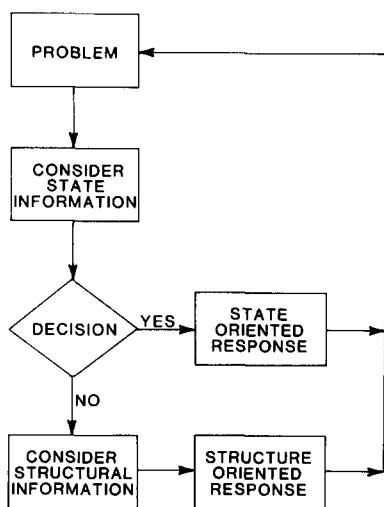 PROBLEM
CONSIDER
STATE
INFORMATION
DECISION
YES
STATE
ORIENTED
RESPONSE
NO
CONSIDER
STRUCTURAL
INFORMATION
STRUCTURE
ORIENTED
RESPONSE